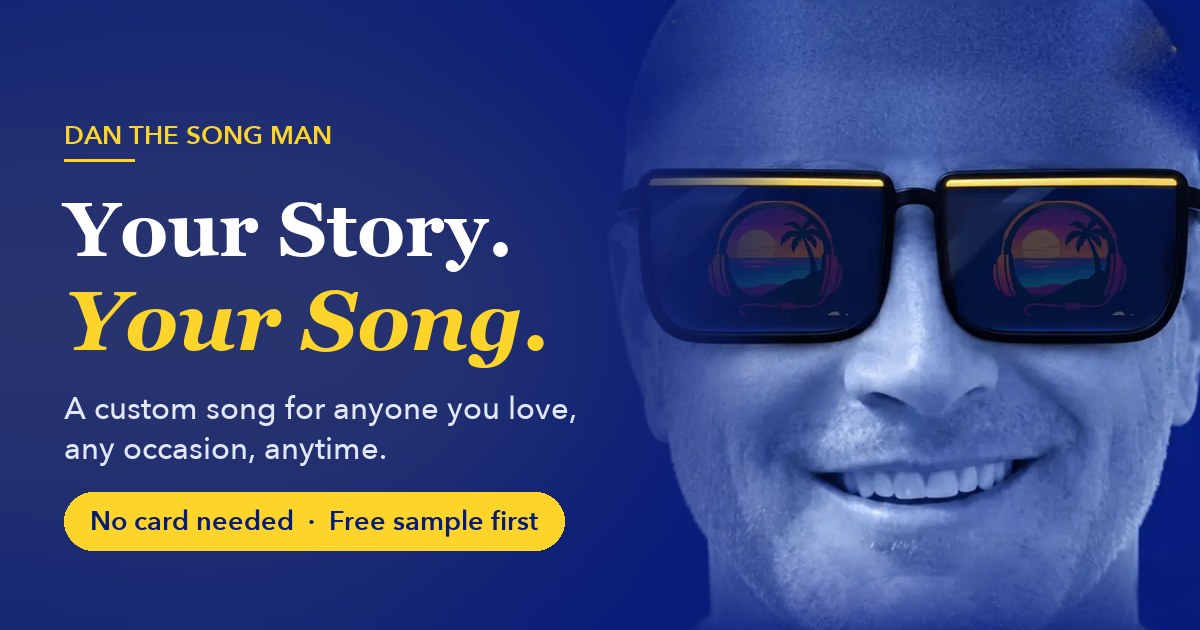 DAN THE SONG MAN
Your Story.
Your Song.
A custom song for anyone you love,
any occasion, anytime.
No card needed · Free sample first